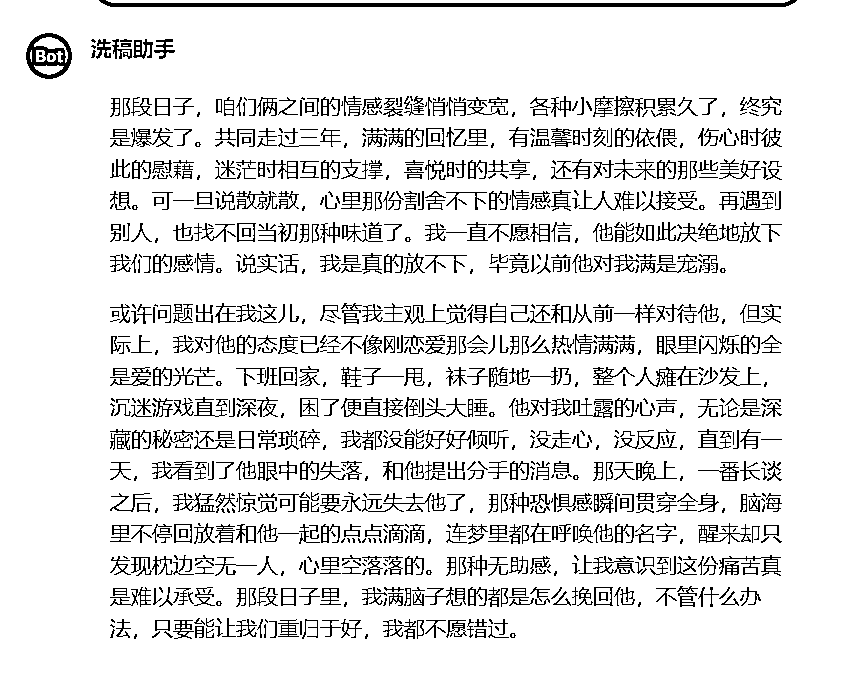 Bot
洗稿助手
那段日子，咱们俩之间的情感裂缝悄悄变宽，各种小摩擦积累久了，终究
是爆发了。共同走过三年，满满的回忆里，有温馨时刻的依偎，伤心时彼
此的慰藉，迷茫时相互的支撑，喜悦时的共享，还有对未来的那些美好设
想。可一旦说散就散，心里那份割舍不下的情感真让人难以接受。再遇到
别人，也找不回当初那种味道了。我一直不愿相信，他能如此决绝地放下
我们的感情。说实话，我是真的放不下，毕竟以前他对我满是宠溺。
或许问题出在我这儿，尽管我主观上觉得自己还和从前一样对待他，但实
际上，我对他的态度已经不像刚恋爱那会儿那么热情满满，眼里闪烁的全
是爱的光芒。下班回家，鞋子一甩，袜子随地一扔，整个人瘫在沙发上，
沉迷游戏直到深夜，困了便直接倒头大睡。他对我吐露的心声，无论是深
藏的秘密还是日常琐碎，我都没能好好倾听，没走心，没反应，直到有一
天，我看到了他眼中的失落，和他提出分手的消息。那天晚上，一番长谈
之后，我猛然惊觉可能要永远失去他了，那种恐惧感瞬间贯穿全身，脑海
里不停回放着和他一起的点点滴滴，连梦里都在呼唤他的名字，醒来却只
发现枕边空无一人，心里空落落的。那种无助感，让我意识到这份痛苦真
是难以承受。那段日子里，我满脑子想的都是怎么挽回他，不管什么办
法，只要能让我们重归于好，我都不愿错过。